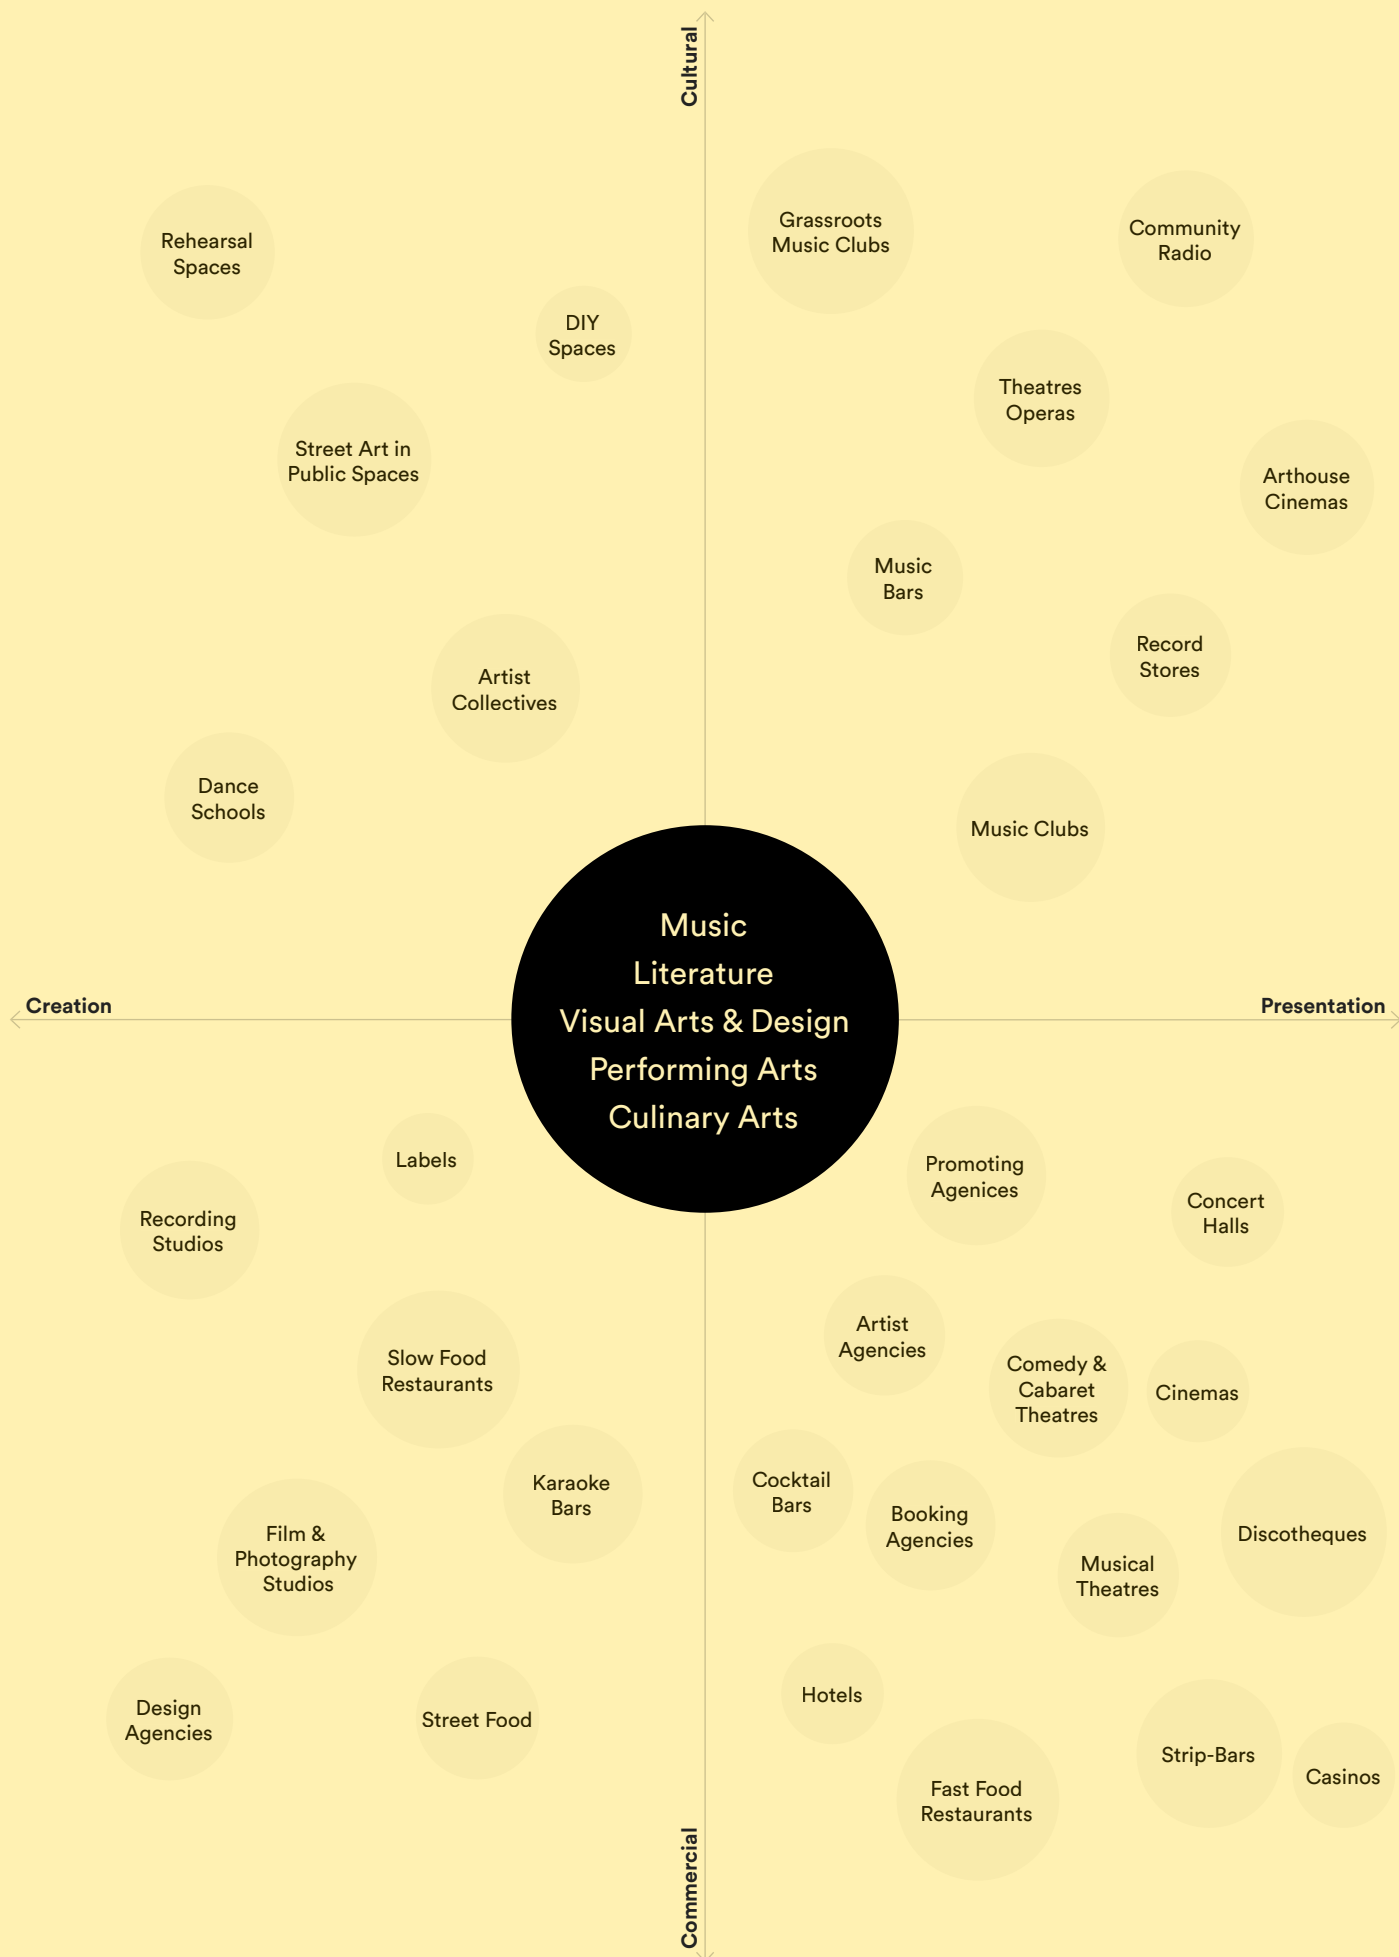 Cultural
Grassroots
Music Clubs
Community
Radio
Rehearsal
Spaces
DIY
Spaces
Theatres
Operas
Street Art in
Public Spaces
Arthouse
Cinemas
Music
Bars
Record
Stores
Artist
Collectives
Dance
Schools
Music Clubs
Music
Literature
Visual Arts & Design
Performing Arts
Culinary Arts
Creation
Presentation
Labels
Recording
Studios
Promoting
Agenices
Concert
Halls
Slow Food
Restaurants
Artist
Agencies
Comedy &
Cabaret
Theatres
Cinemas
Karaoke
Bars
Cocktail
Bars
Booking
Agencies
Discotheques
Film &
Photography
Studios
Musical
Theatres
Design
Agencies
Street Food
Hotels
Strip-Bars
Casinos
Fast Food
Restaurants
Commercial